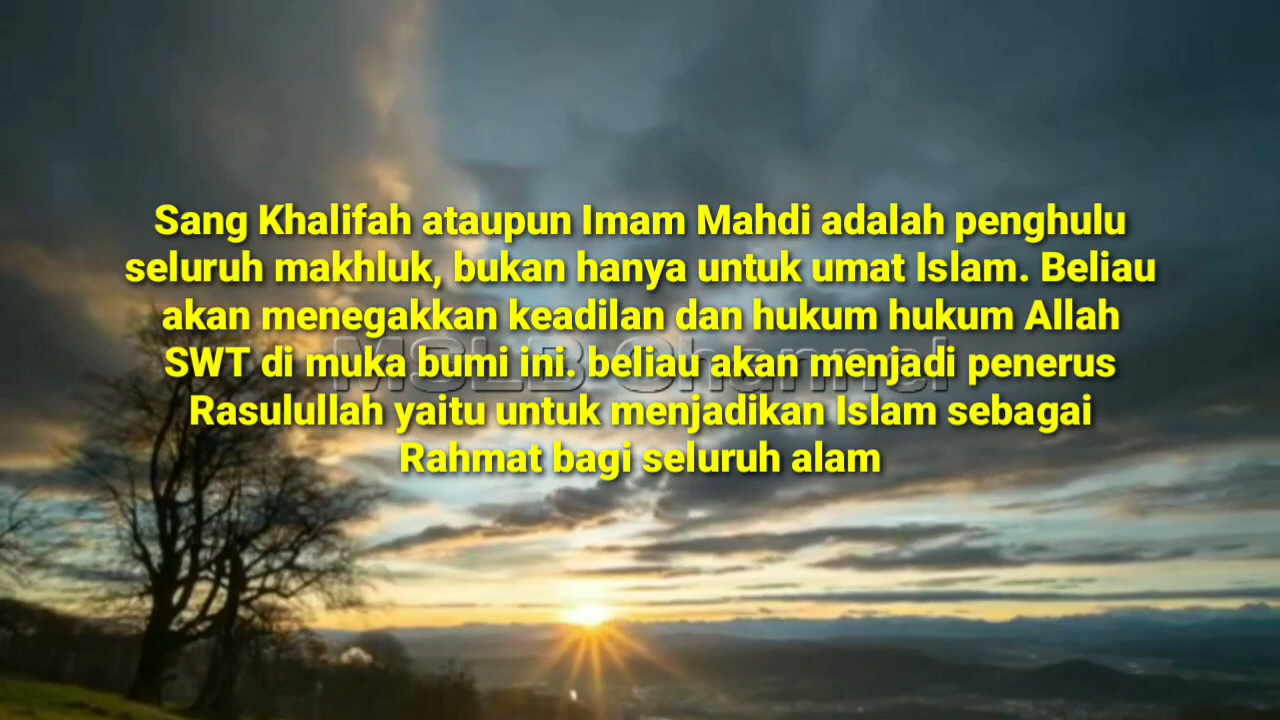 Sang Khalifah ataupun Imam Mahdi adalah penghulu
seluruh makhluk, bukan hanya untuk umat Islam. Beliau
akan menegakkan keadilan dan hukum hukum Allah
SWT di muka bumi ini. beliau akan menjadi penerus
MSLB Channel
Rasulullah yaitu untuk menjadikan Islam sebagai
Rahmat bagi seluruh alam